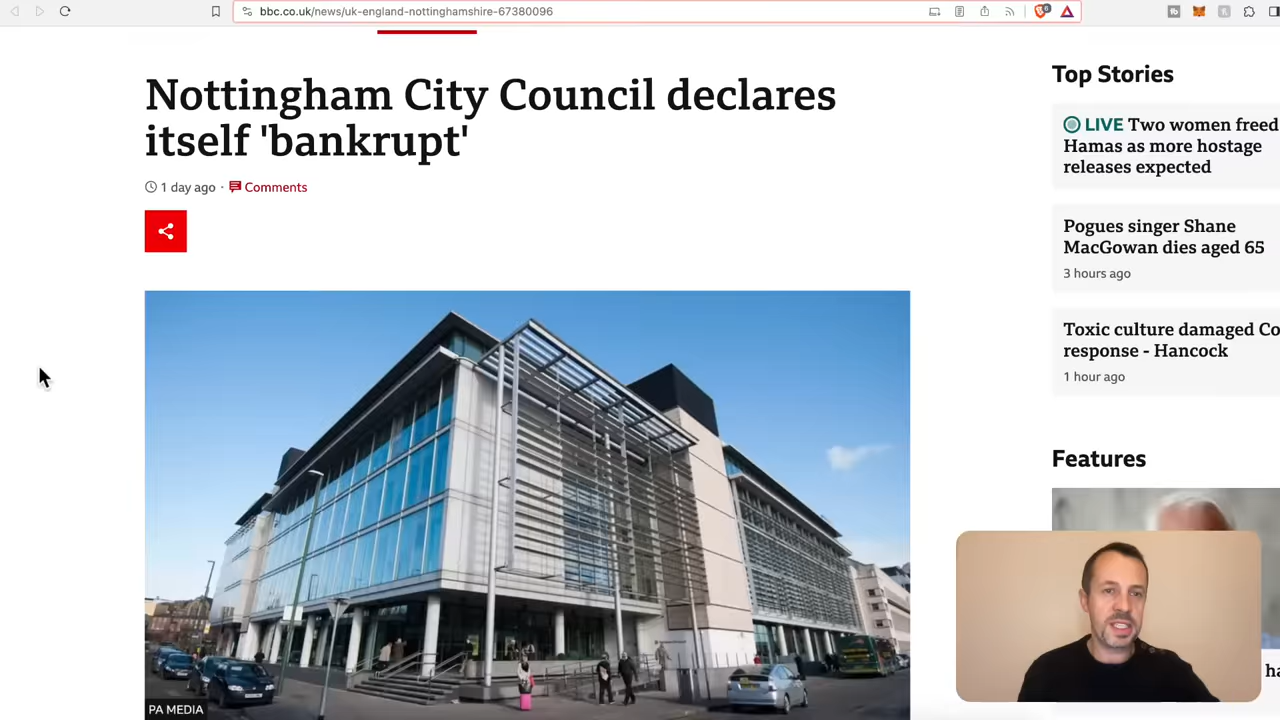 bbc.co.uk/news/uk-england-nottinghamshire-67380096
Nottingham City Council declares
itself 'bankrupt'
1 day ago · Comments
PA MEDIA
Top Stories
LIVE Two women freed
Hamas as more hostage
releases expected
Pogues singer Shane
MacGowan dies aged 65
3 hours ago
Toxic culture damaged Co
response - Hancock
1 hour ago
Features
ha